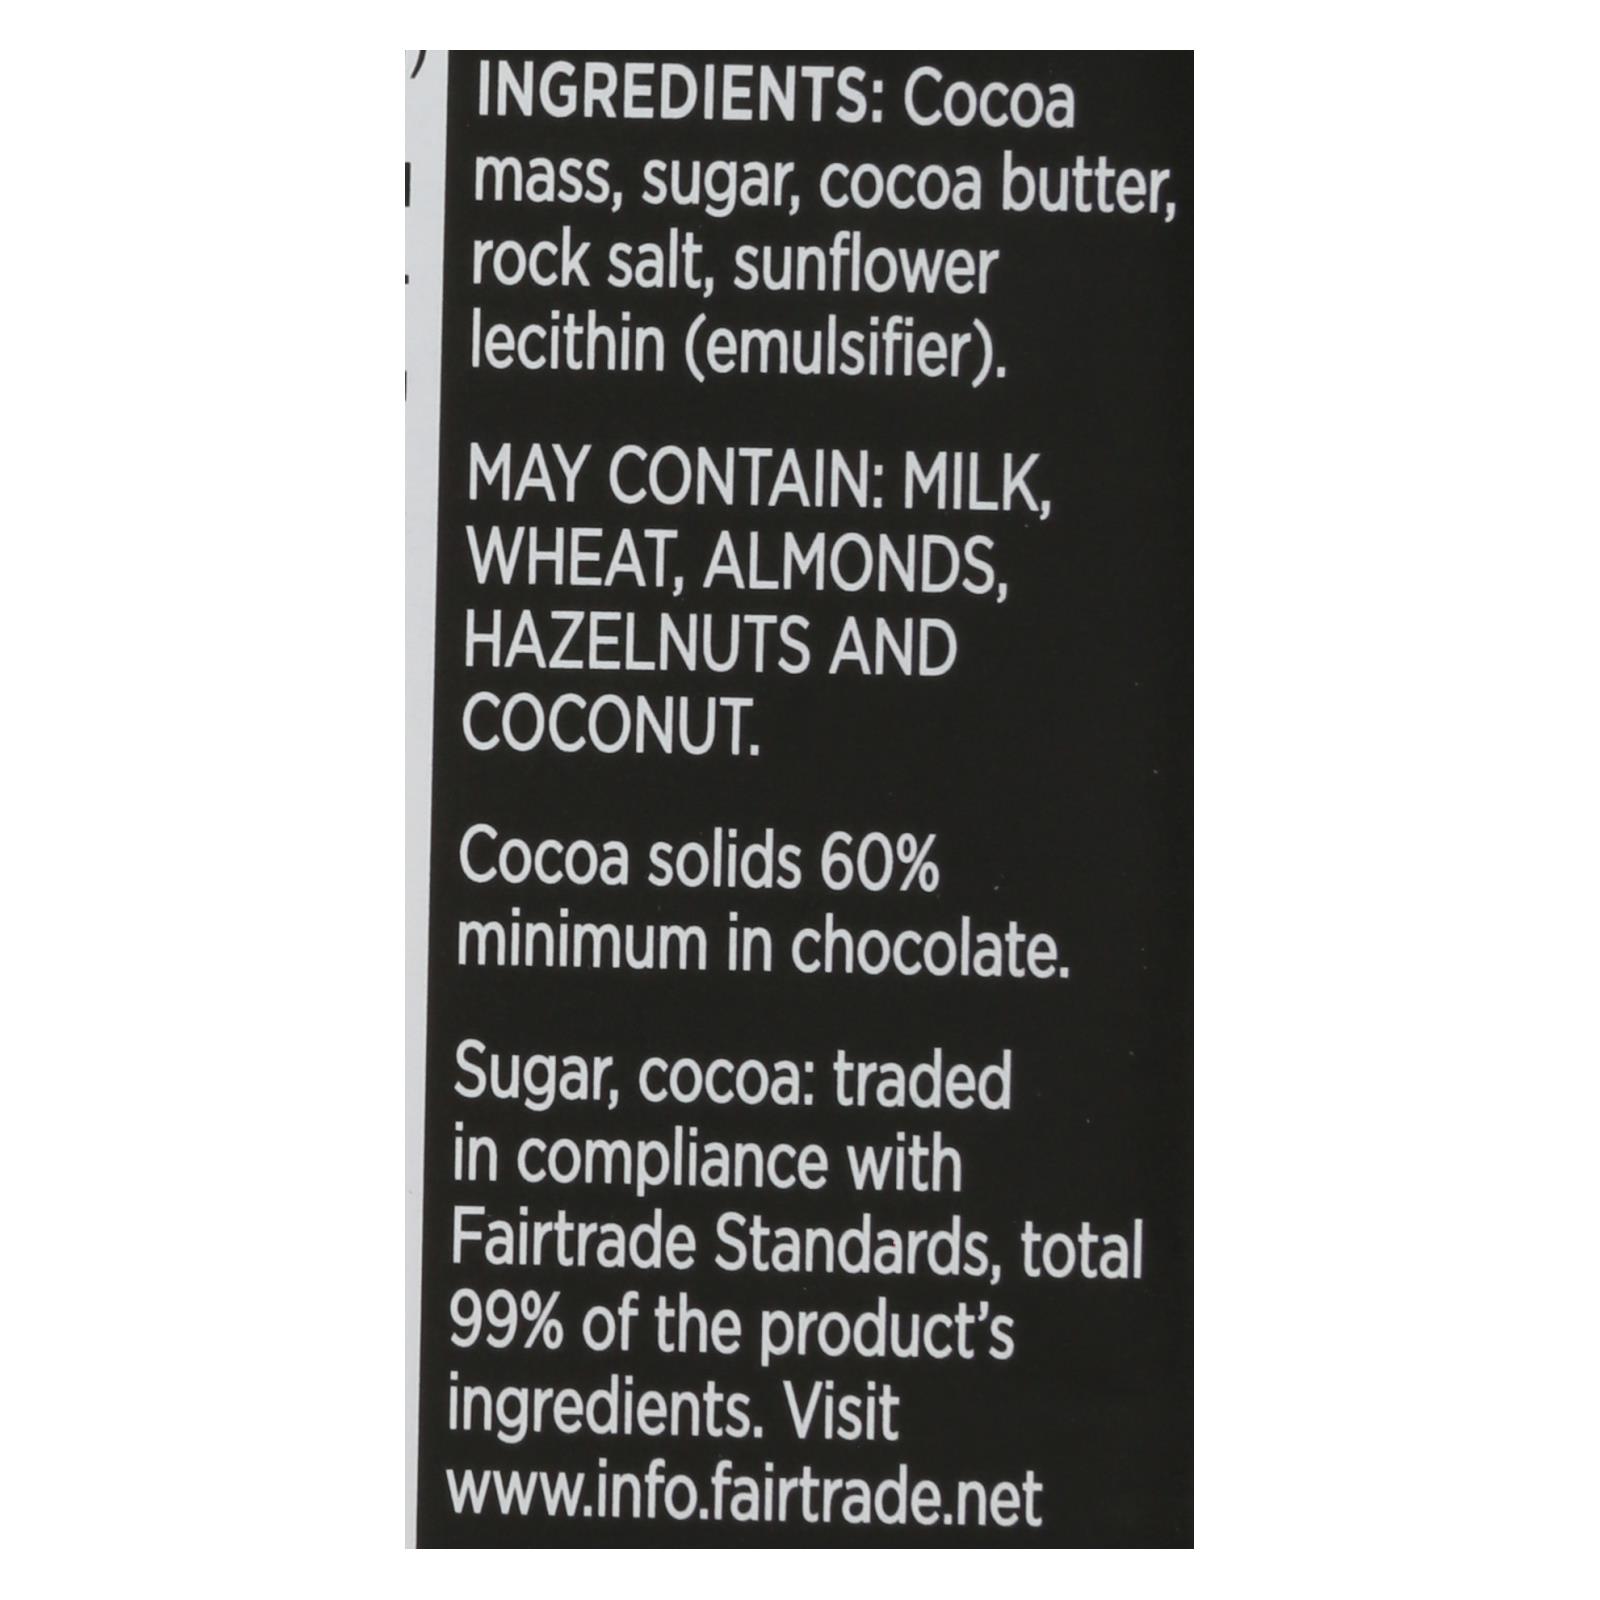 INGREDIENTS: Cocoa
mass, sugar, cocoa butter,
rock salt, sunflower
lecithin (emulsifier).
MAY CONTAIN: MILK,
WHEAT, ALMONDS,
HAZELNUTS AND
COCONUT.
Cocoa solids 60%
minimum in chocolate.
Sugar, cocoa: traded
in compliance with
Fairtrade Standards, total
99% of the product's
ingredients. Visit
www.info.fairtrade.net